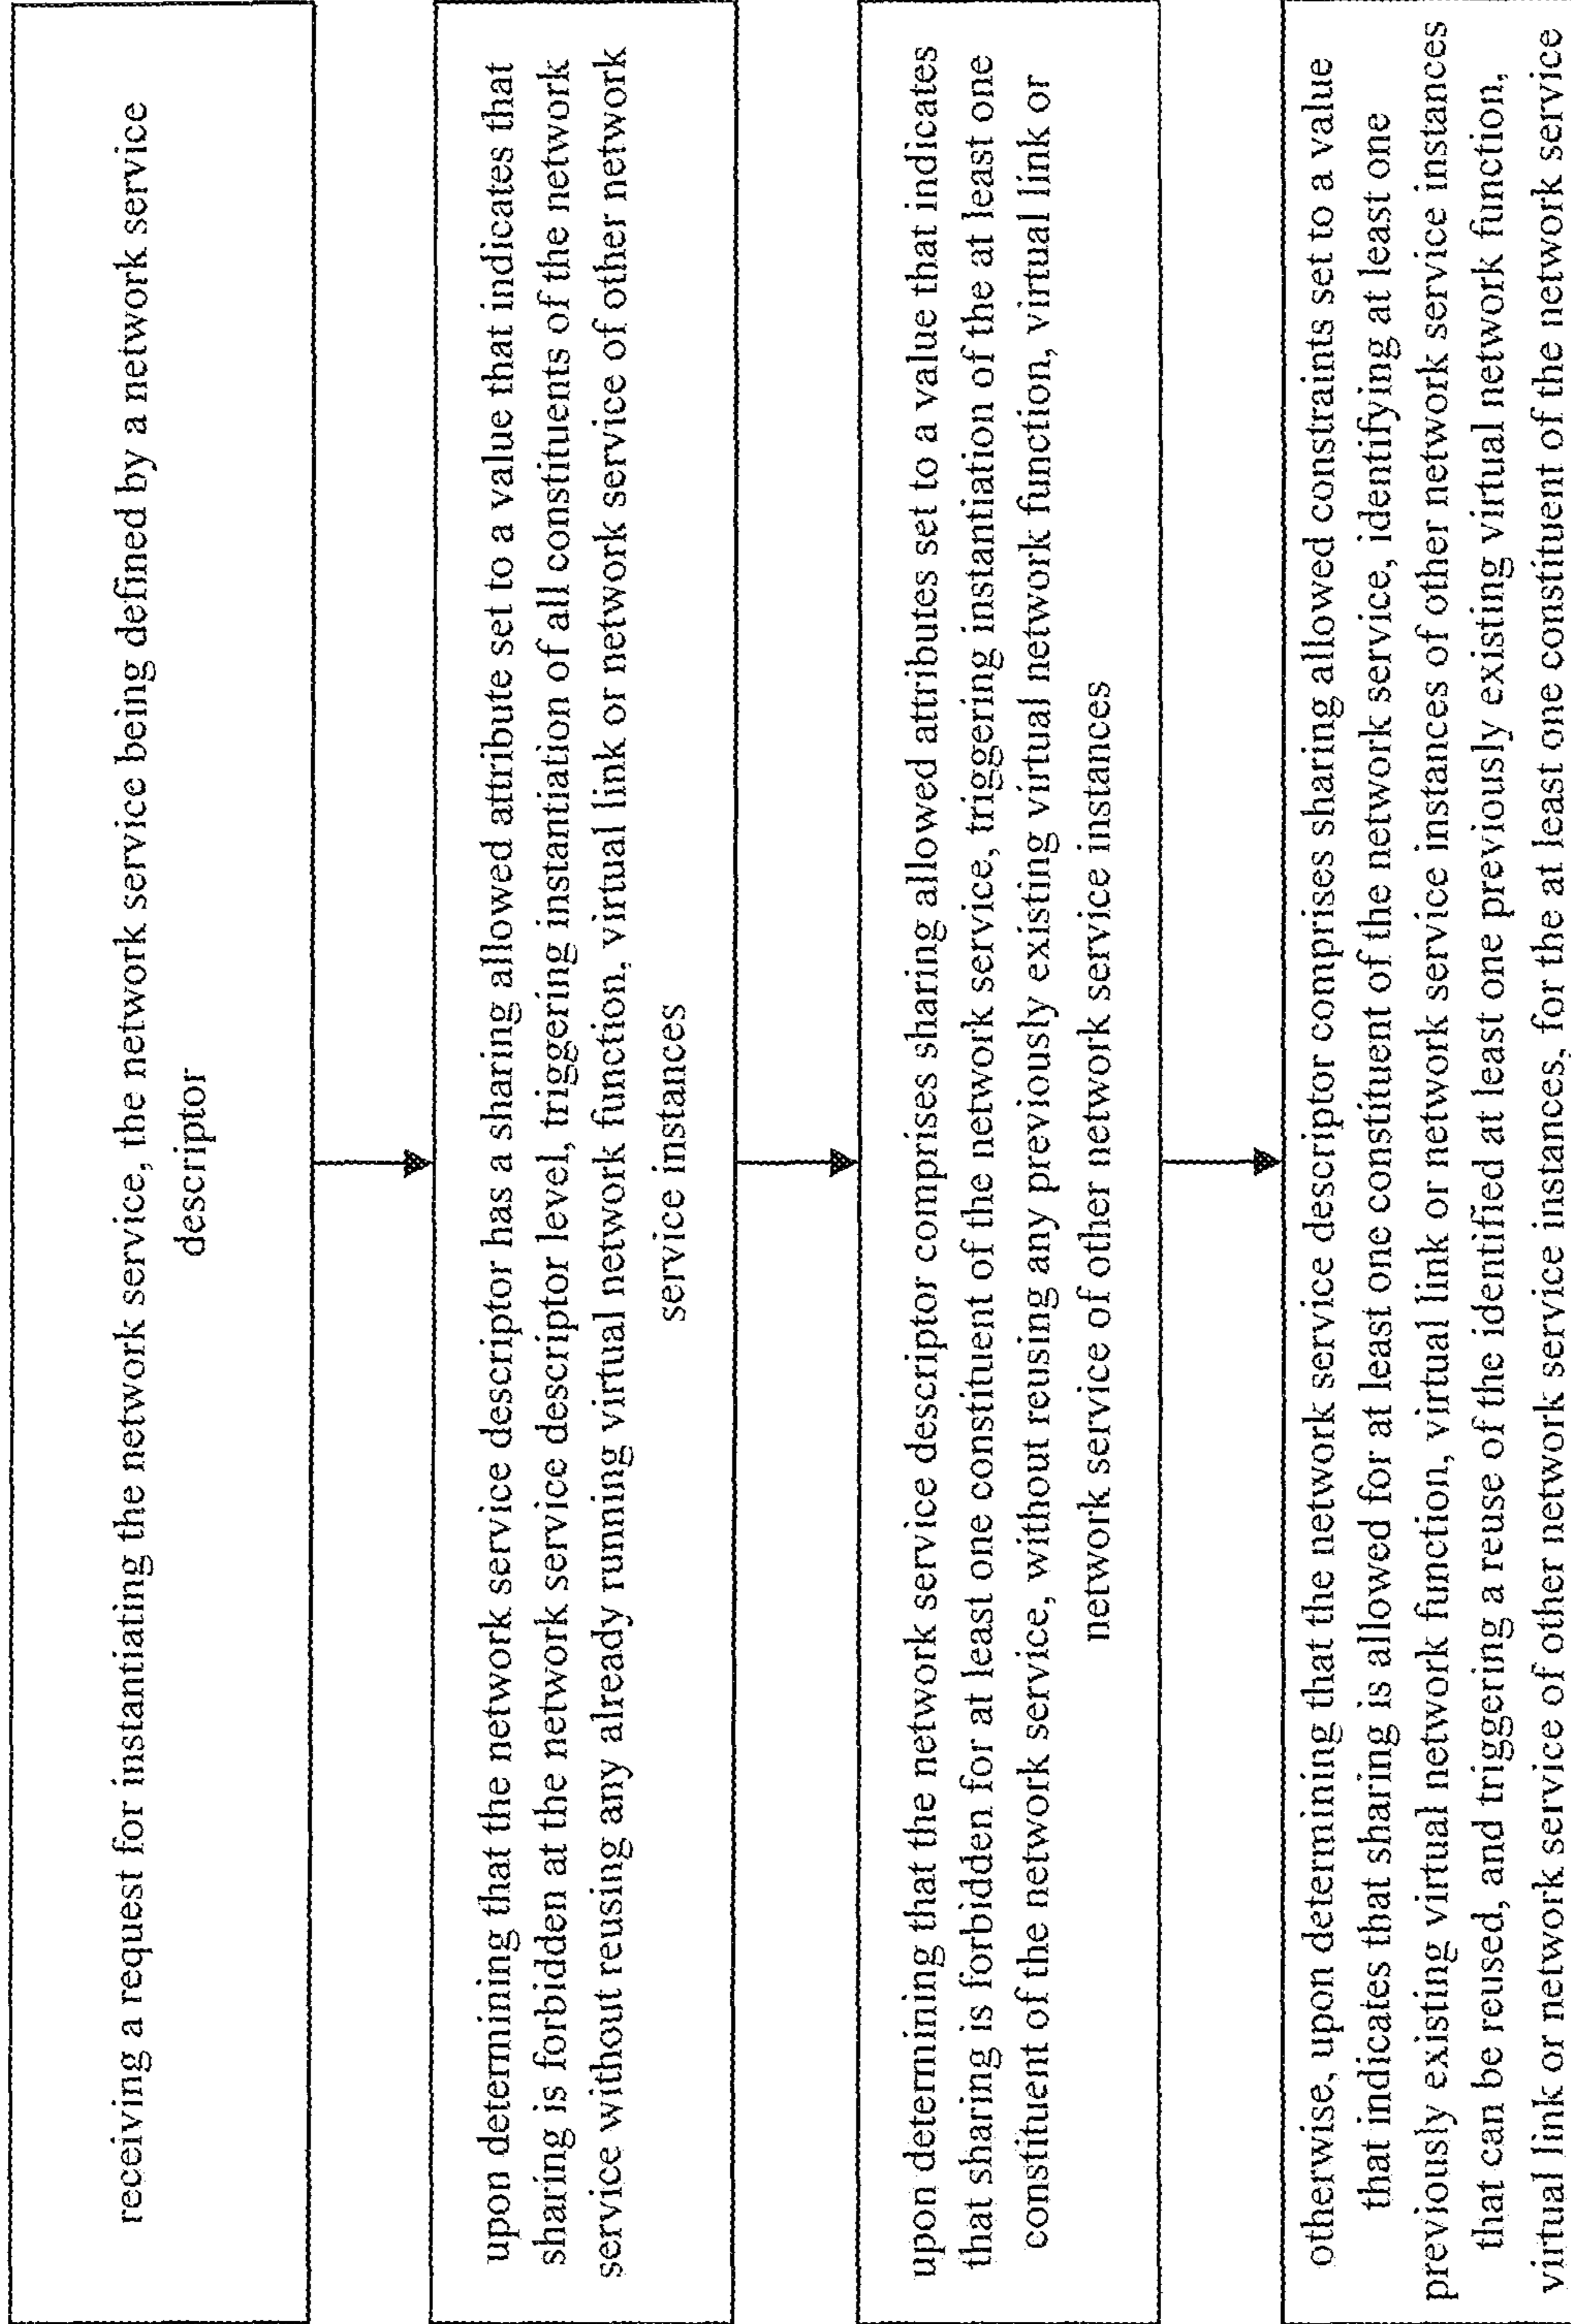 receiving a request for instantiating the network service, the network service being defined by a network service
descriptor
upon determining that the network service descriptor has a sharing allowed attribute set to a value that indicates that
sharing is forbidden at the network service descriptor level, triggering instantiation of all constituents of the network
service without reusing any already running virtual network function, virtual link or network service of other network
service instances
upon determining that the network service descriptor comprises sharing allowed attributes set to a value that indicates
that sharing is forbidden for at least one constituent of the network service, triggering instantiation of the at least one
constituent of the network service, without reusing any previously existing virtual network function, virtual link or
network service of other network service instances
otherwise, upon determining that the network service descriptor comprises sharing allowed constraints set to a value
that indicates that sharing is allowed for at least one constituent of the network service, identifying at least one
previously existing virtual network function, virtual link or network service instances of other network service instances
that can be reused, and triggering a reuse of the identified at least one previously existing virtual network function,
virtual link or network service of other network service instances, for the at least one constituent of the network service